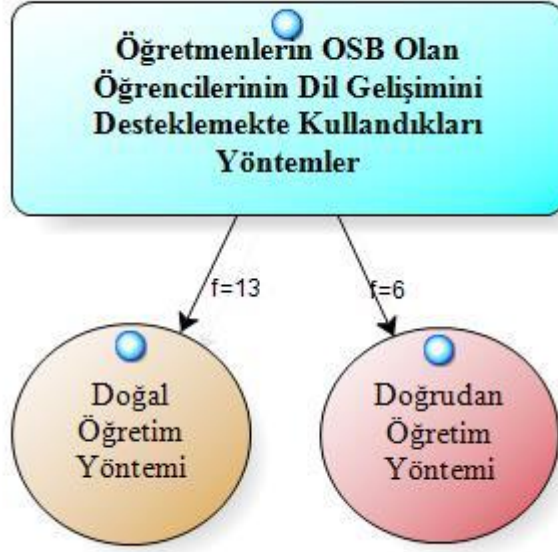 Öğretmenlerin OSB Olan
Öğrencilerinin Dil Gelişimini
Desteklemekte Kullandıkları
Yöntemler
f=13
f=6
Doğal
Öğretim
Yöntemi
Doğrudan
Öğretim
Yöntemi